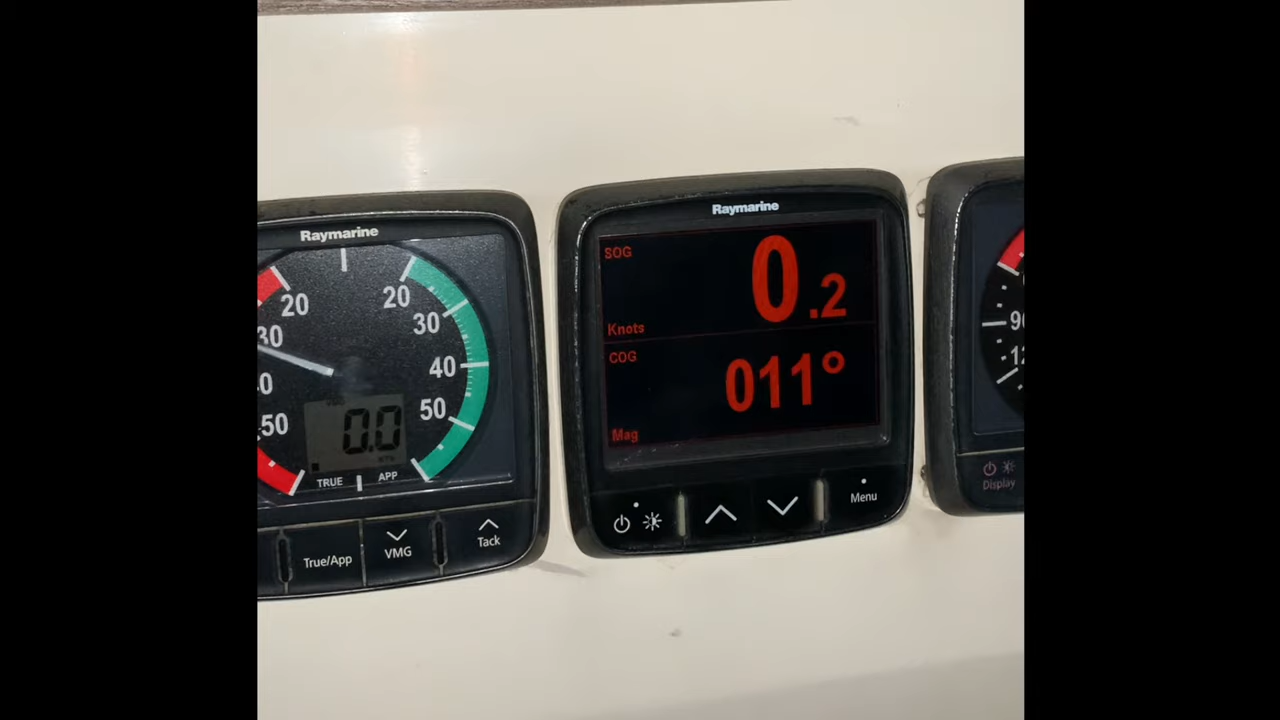 Raymarine
20
20
30
30
40
50
50
0.0
TRUE
APP
True/App
VMG
Tack
Raymarine
SOG
0.2
Knots
COG
011°
Mag
Menu
Display